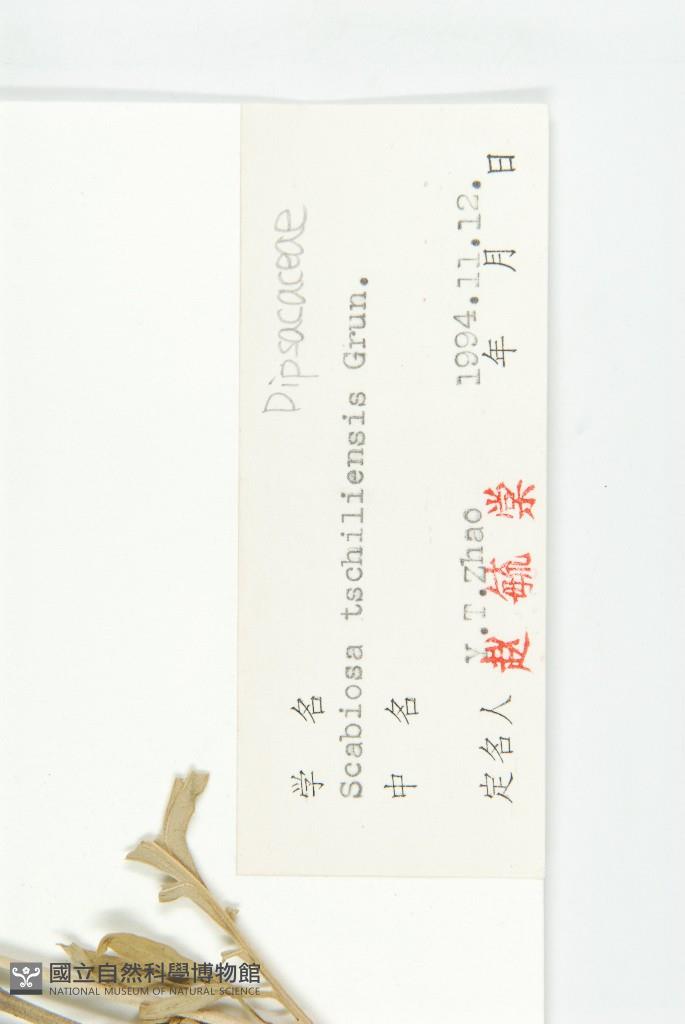 Dipsacaceae
学 名
Scabiosa tschiliensis Grun.
中 名
Y.T.Zhao 1994.11.12.
定名人 赵毓棠 年 月 日
國立自然科學博物館
NATIONAL MUSEUM OF NATURAL SCIENCE